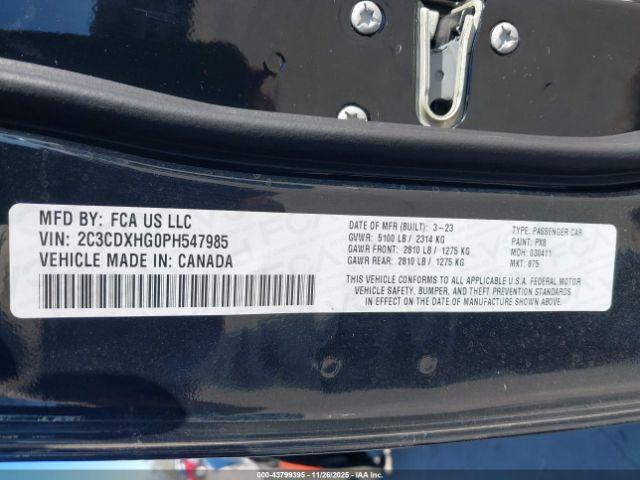 MFD BY: FCA US LLC
VIN: 2C3CDXHG0PH547985
VEHICLE MADE IN: CANADA
DATE OF MFR (BUILT): 3-23
GVWR: 5100 LB / 2314 KG
GAWR FRONT: 2810 LB / 1275 KG
GAWR REAR: 2810 LB / 1275 KG
TYPE: PASSENGER CAR
PAINT: PX8
MDH: 030411
MKT: 875
THIS VEHICLE CONFORMS TO ALL APPLICABLE U.S.A. FEDERAL MOTOR
VEHICLE SAFETY, BUMPER, AND THEFT PREVENTION STANDARDS
IN EFFECT ON THE DATE OF MANUFACTURE SHOWN ABOVE.
000-43799395 - 11/26/2025 - IAA Inc.